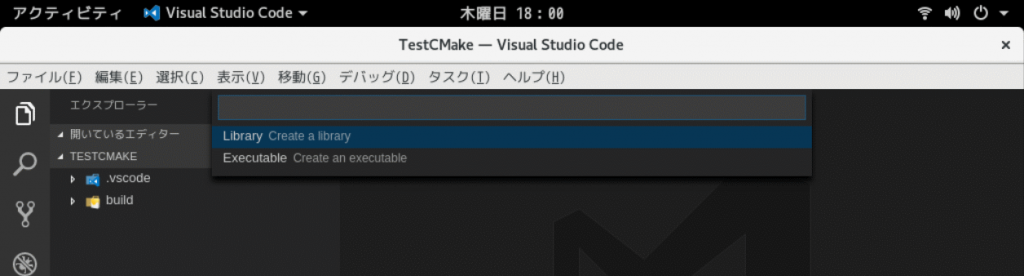 アクティビティ Visual Studio Code 木曜日 18:00
TestCMake — Visual Studio Code ×
ファイル(F) 編集(E) 選択(C) 表示(V) 移動(G) デバッグ(D) タスク(T) ヘルプ(H)
エクスプローラー
開いているエディター
Library Create a library
TESTCMAKE
Executable Create an executable
.vscode
build